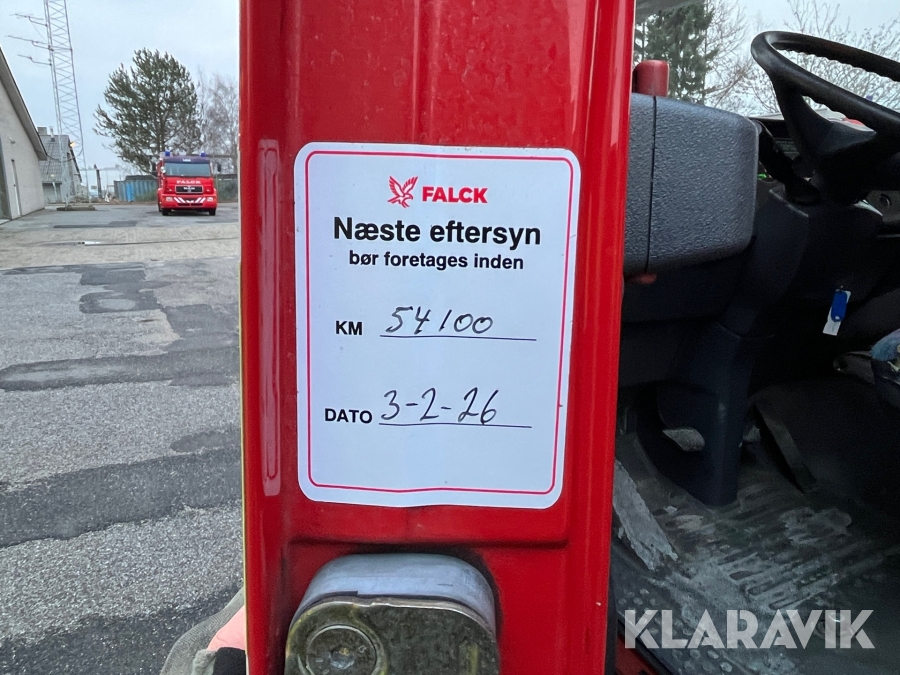 FALCK
Næste eftersyn
bør foretages inden
KM 54100
DATO 3-2-26
FALCK
KLARAVIK